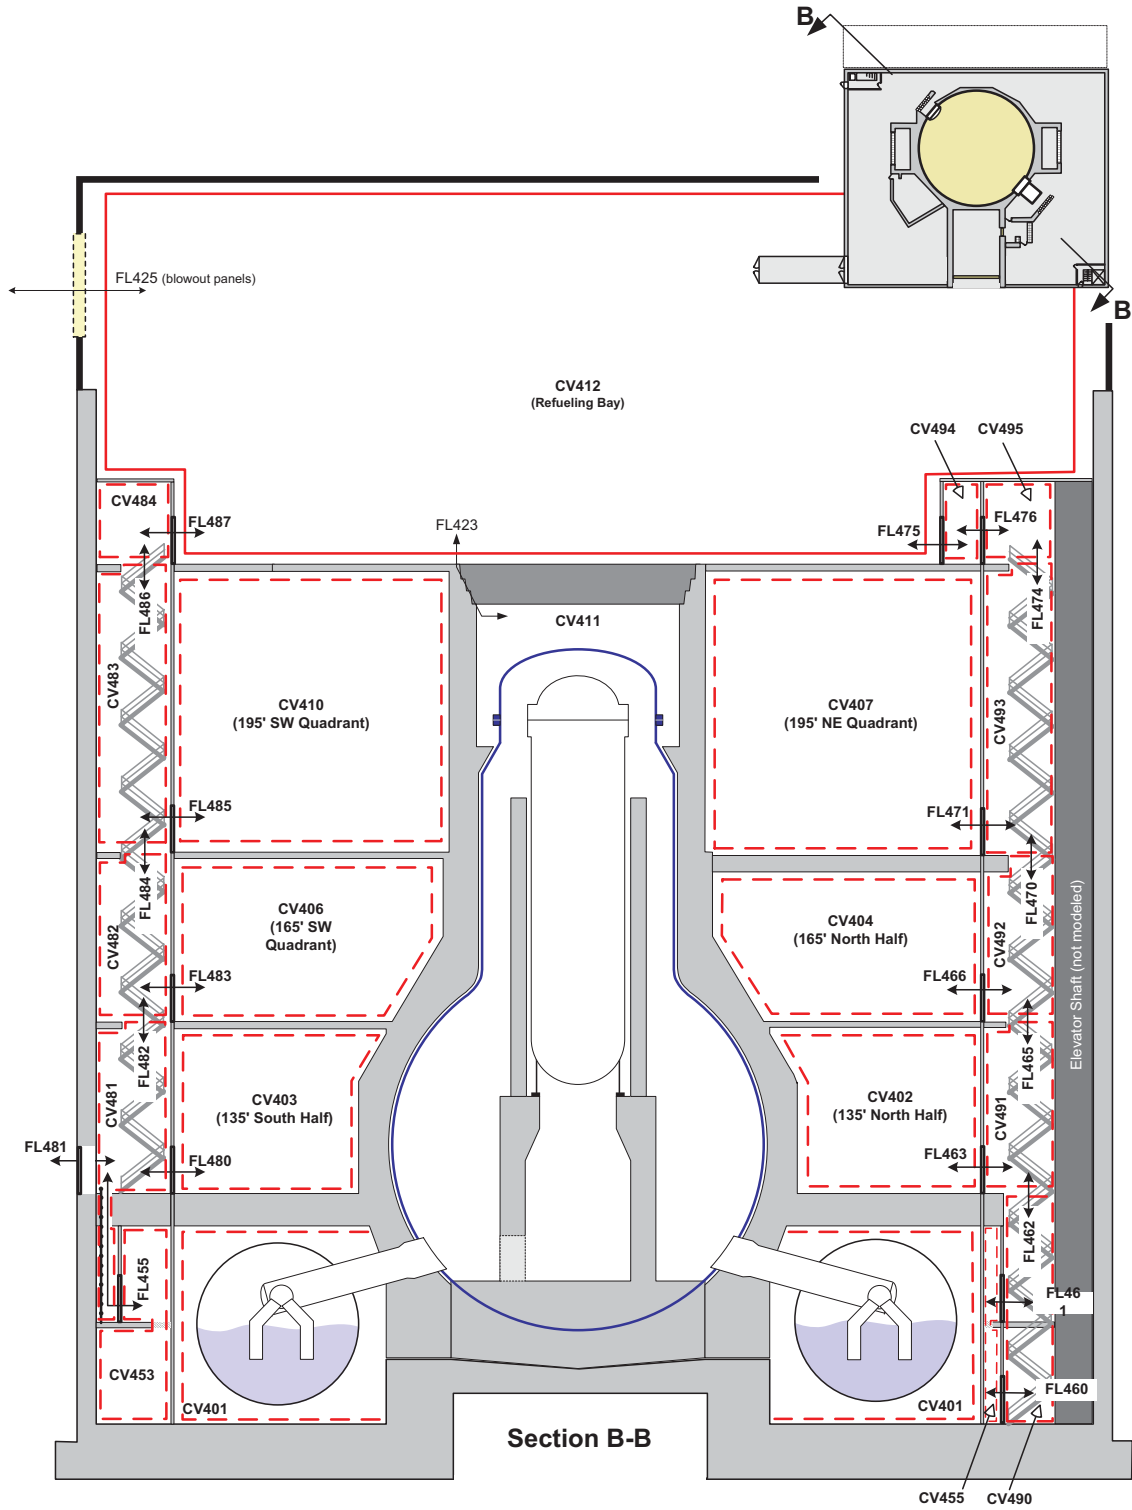 B
B
FL425 (blowout panels)
CV412
(Refueling Bay)
CV494
CV495
CV484
FL487
FL423
FL475
FL476
FL486
FL474
CV411
CV483
CV410
(195' SW Quadrant)
CV407
(195' NE Quadrant)
CV493
FL485
FL471
FL484
FL470
CV482
CV406
(165' SW
Quadrant)
CV404
(165' North Half)
CV492
Elevator Shaft (not modeled)
FL483
FL466
FL482
FL465
CV481
CV403
(135' South Half)
CV402
(135' North Half)
CV491
FL481
FL480
FL463
FL462
FL455
FL46
1
CV453
CV401
CV401
FL460
Section B-B
CV455
CV490